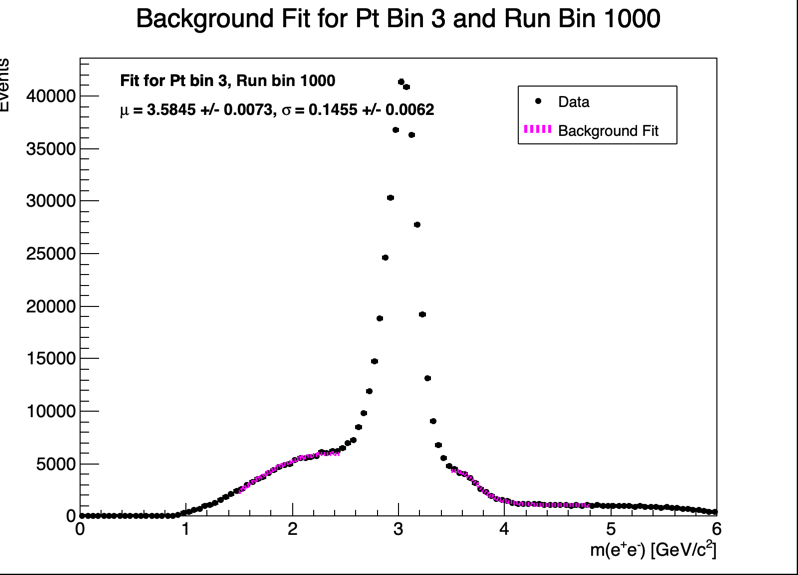 Background Fit for Pt Bin 3 and Run Bin 1000
Events
Fit for Pt bin 3, Run bin 1000
μ = 3.5845 +/- 0.0073, σ = 0.1455 +/- 0.0062
Data
Background Fit
40000
35000
30000
25000
20000
15000
10000
5000
0
0 1 2 3 4 5 6
m(e⁺e⁻) [GeV/c²]